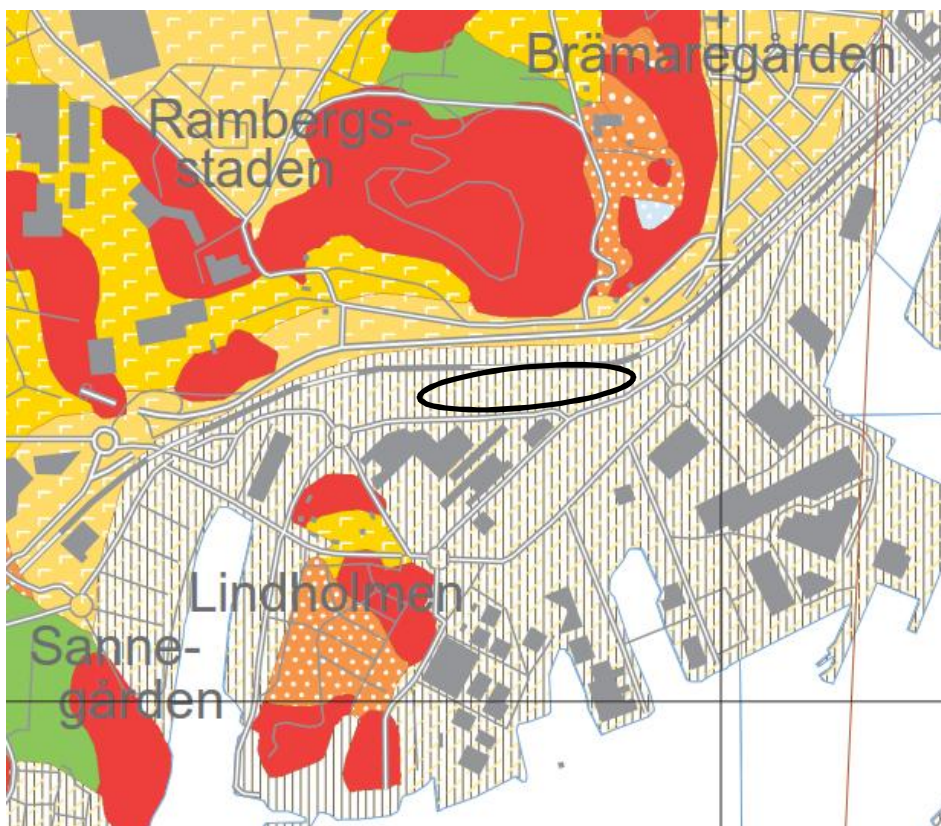 Brämaregården
Rambergs-
staden
Lindholmen
Sanne-
gården